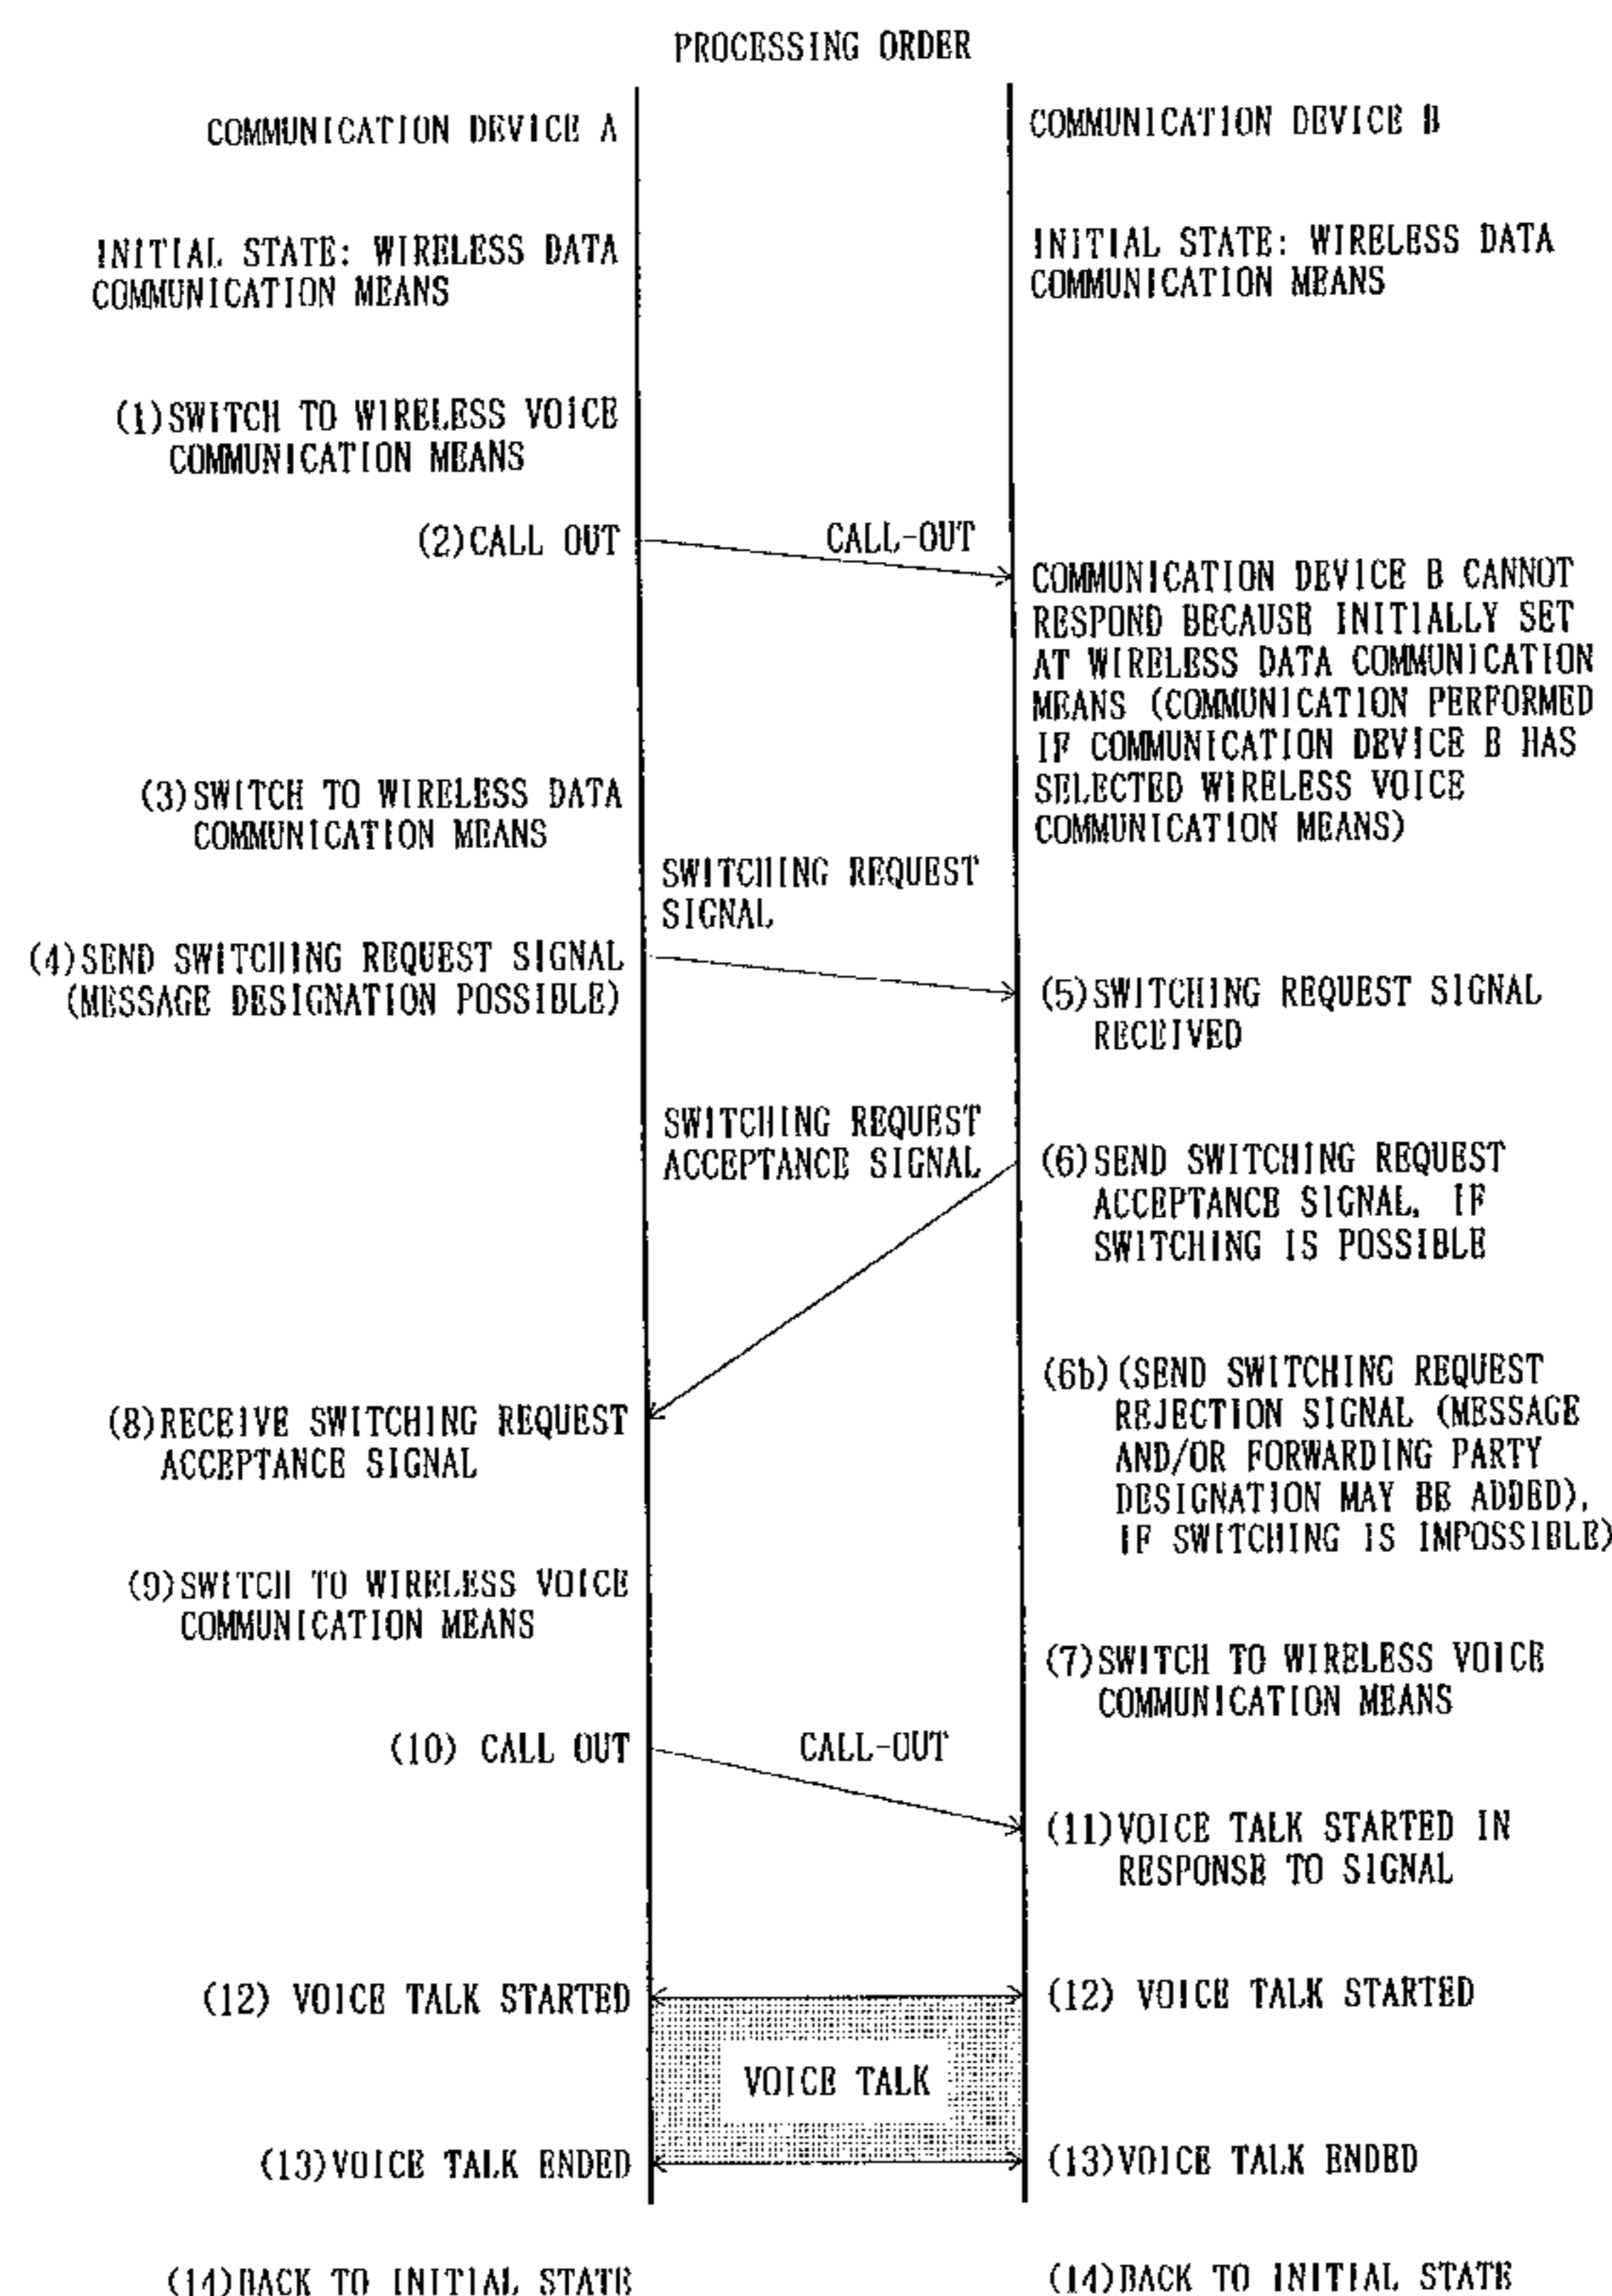 PROCESSING ORDER
COMMUNICATION DEVICE A
COMMUNICATION DEVICE B
INITIAL STATE: WIRELESS DATA
COMMUNICATION MEANS
INITIAL STATE: WIRELESS DATA
COMMUNICATION MEANS
(1)SWITCH TO WIRELESS VOICE
COMMUNICATION MEANS
(2)CALL OUT
CALL-OUT
COMMUNICATION DEVICE B CANNOT
RESPOND BECAUSE INITIALLY SET
AT WIRELESS DATA COMMUNICATION
MEANS (COMMUNICATION PERFORMED
IF COMMUNICATION DEVICE B HAS
SELECTED WIRELESS VOICE
COMMUNICATION MEANS)
(3)SWITCH TO WIRELESS DATA
COMMUNICATION MEANS
SWITCHING REQUEST
SIGNAL
(4)SEND SWITCHING REQUEST SIGNAL
(MESSAGE DESIGNATION POSSIBLE)
(5)SWITCHING REQUEST SIGNAL
RECEIVED
SWITCHING REQUEST
ACCEPTANCE SIGNAL
(6)SEND SWITCHING REQUEST
ACCEPTANCE SIGNAL, IF
SWITCHING IS POSSIBLE
(6b)(SEND SWITCHING REQUEST
REJECTION SIGNAL (MESSAGE
AND/OR FORWARDING PARTY
DESIGNATION MAY BE ADDED),
IF SWITCHING IS IMPOSSIBLE)
(8)RECEIVE SWITCHING REQUEST
ACCEPTANCE SIGNAL
(9)SWITCH TO WIRELESS VOICE
COMMUNICATION MEANS
(7)SWITCH TO WIRELESS VOICE
COMMUNICATION MEANS
(10) CALL OUT
CALL-OUT
(11)VOICE TALK STARTED IN
RESPONSE TO SIGNAL
(12) VOICE TALK STARTED
(12) VOICE TALK STARTED
VOICE TALK
(13)VOICE TALK ENDED
(13)VOICE TALK ENDED
(14)BACK TO INITIAL STATE
(14)BACK TO INITIAL STATE